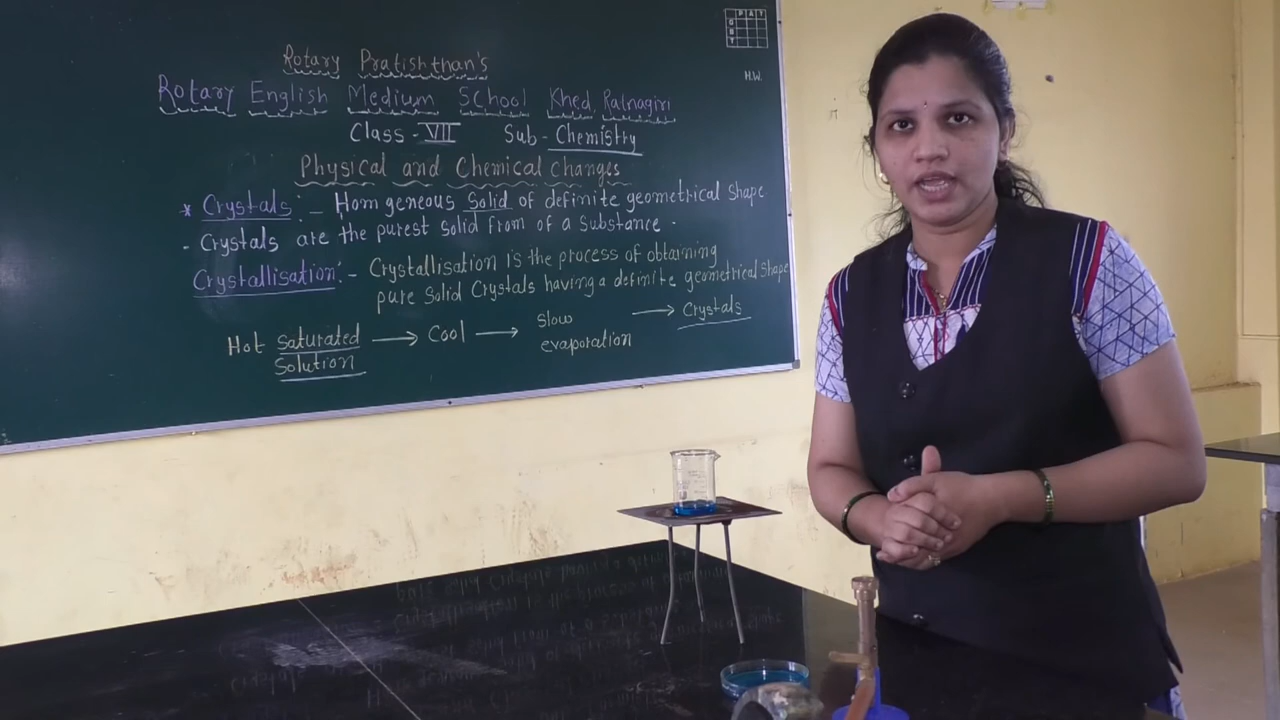 Rotary Pratishthan's
Rotary English Medium School Khed, Ratnagiri
Class - VII Sub - Chemistry
Physical and Chemical changes
* Crystals :- Homogeneous Solid of definite geometrical shape
- Crystals are the purest solid from of a substance.
Crystallisation :- Crystallisation is the process of obtaining
pure Solid Crystals having a definite geometrical shape
Hot Saturated Solution → Cool → Slow evaporation → Crystals
P A T
G
B
T
H.W.